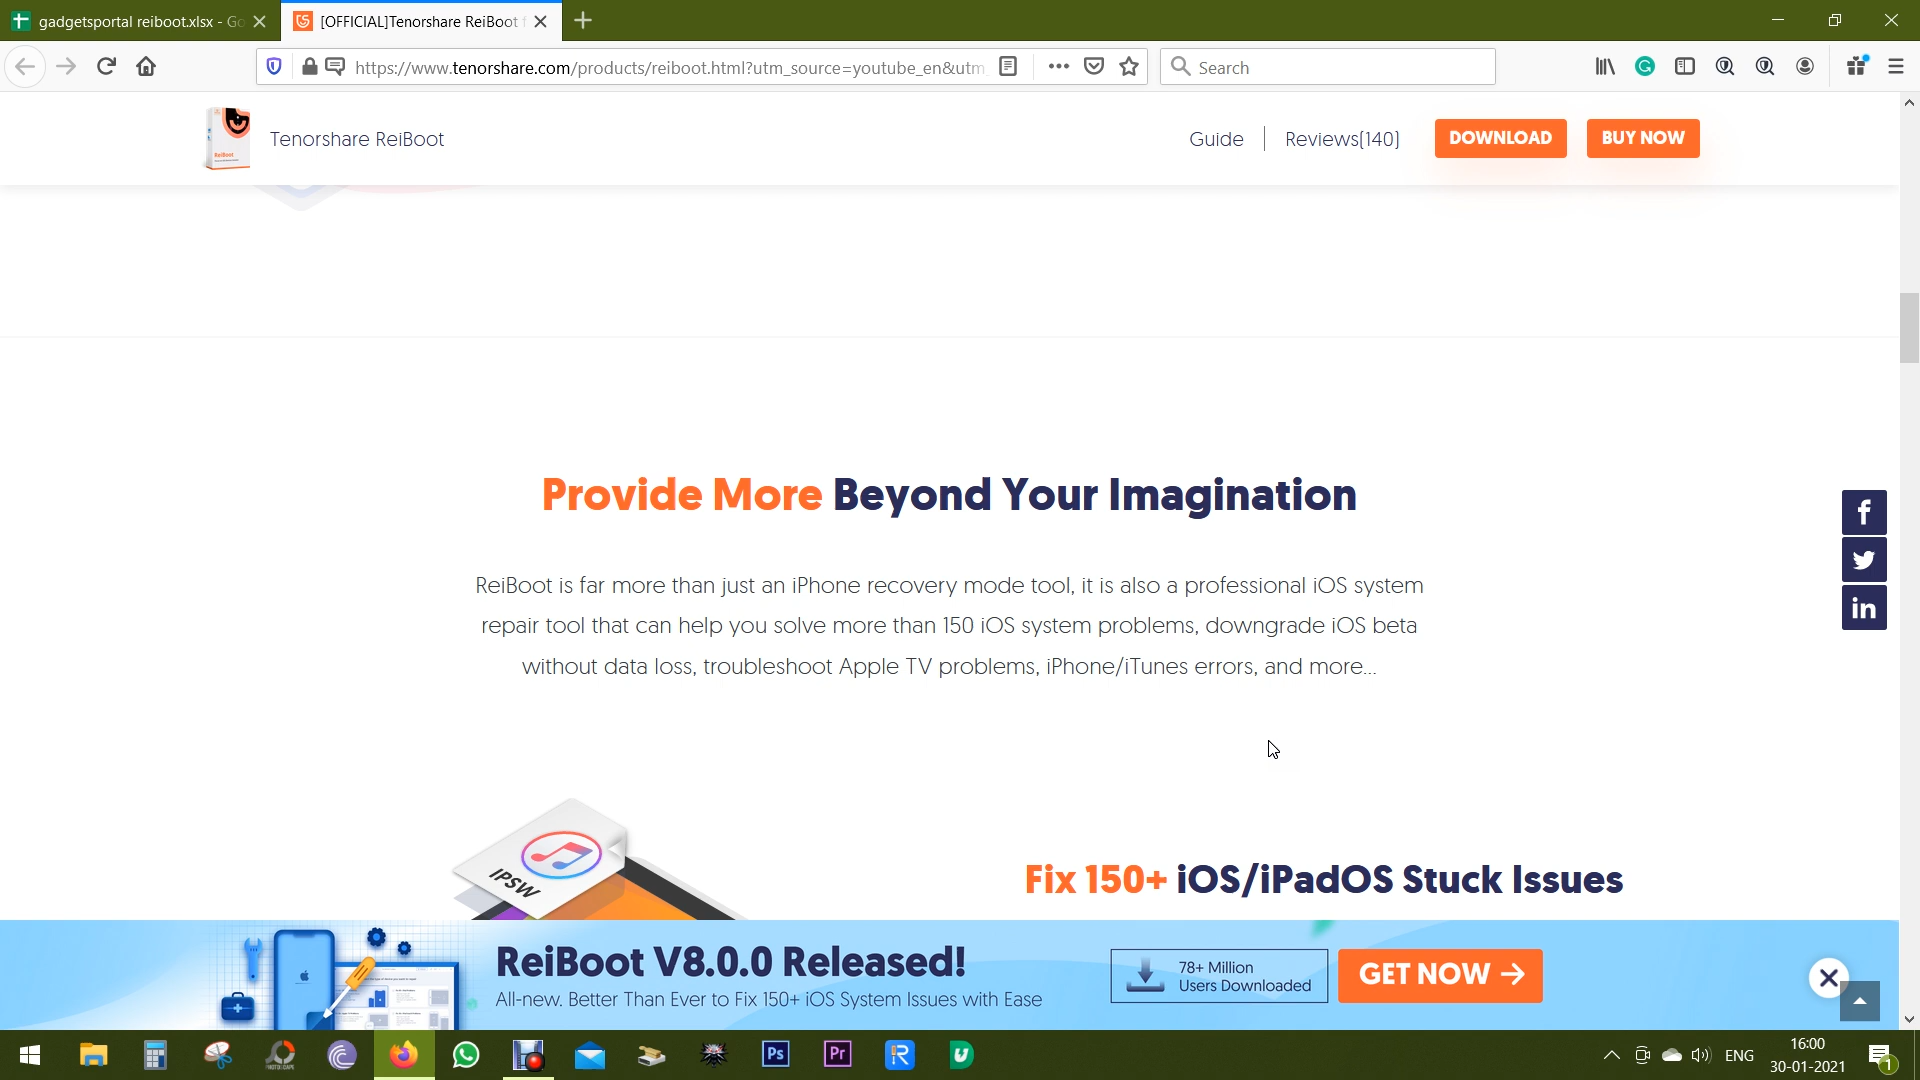 gadgetsportal reiboot.xlsx - Go
[OFFICIAL]Tenorshare ReiBoot f
https://www.tenorshare.com/products/reiboot.html?utm_source=youtube_en&utm
Search
ReiBoot
Tenorshare ReiBoot
Guide
Reviews(140)
DOWNLOAD
BUY NOW
Provide More Beyond Your Imagination
ReiBoot is far more than just an iPhone recovery mode tool, it is also a professional iOS system
repair tool that can help you solve more than 150 iOS system problems, downgrade iOS beta
without data loss, troubleshoot Apple TV problems, iPhone/iTunes errors, and more...
IPSW
Fix 150+ iOS/iPadOS Stuck Issues
ReiBoot V8.0.0 Released!
All-new. Better Than Ever to Fix 150+ iOS System Issues with Ease
78+ Million
Users Downloaded
GET NOW →
PHOTOSCAPE
Ps
Pr
ENG
16:00
30-01-2021
1